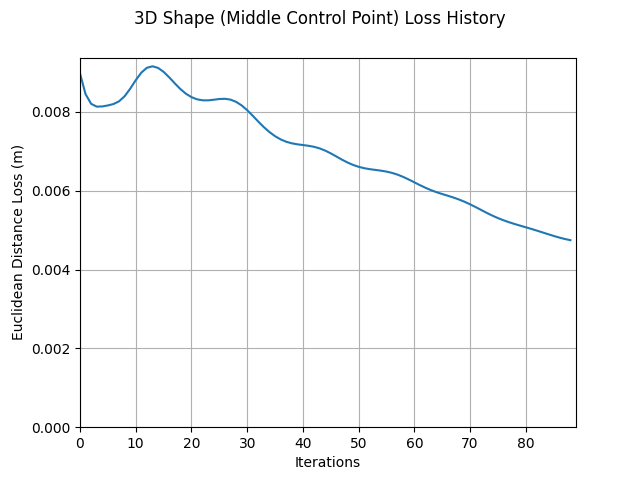 3D Shape (Middle Control Point) Loss History
Euclidean Distance Loss (m)
0.008
0.006
0.004
0.002
0.000
0 10 20 30 40 50 60 70 80
Iterations